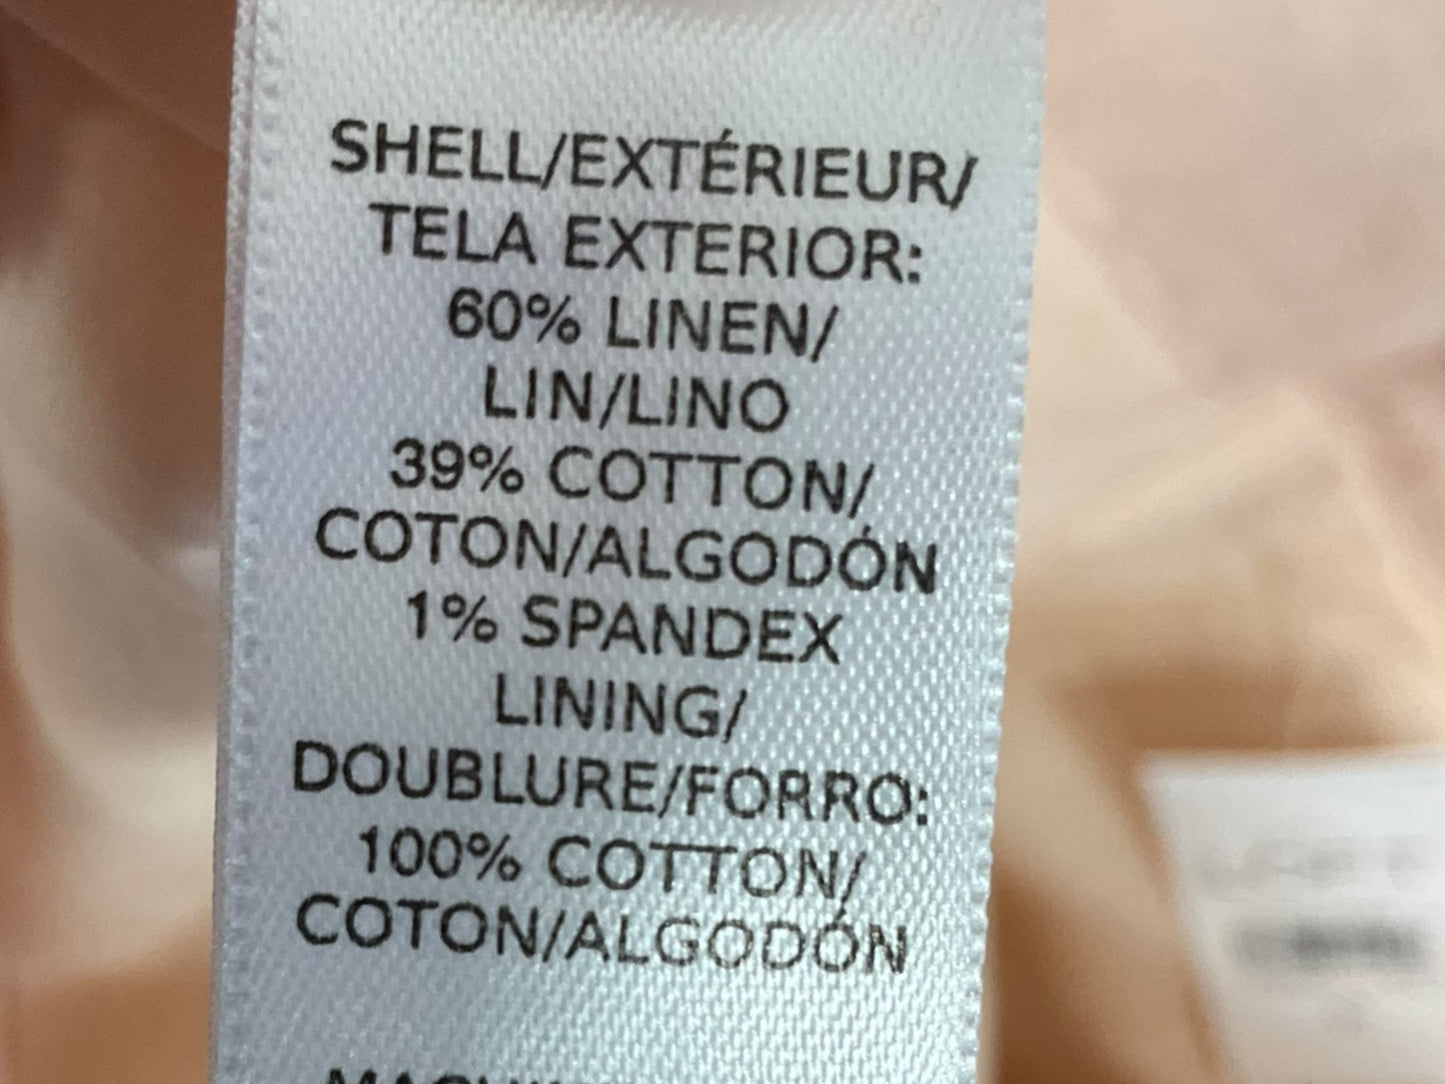 SHELL/EXTÉRIEUR/
TELA EXTERIOR:
60% LINEN/
LIN/LINO
39% COTTON/
COTON/ALGODÓN
1% SPANDEX
LINING/
DOUBLURE/FORRO:
100% COTTON/
COTON/ALGODÓN